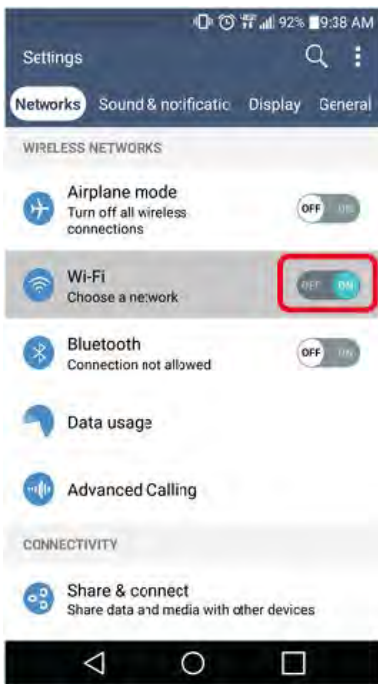 92% 9:38 AM
Settings
Networks Sound & notificatic Display General
WIRELESS NETWORKS
Airplane mode
Turn off all wireless
connections
OFF ON
Wi-Fi
Choose a network
OFF ON
Bluetooth
Connection not allowed
OFF ON
Data usage
Advanced Calling
CONNECTIVITY
Share & connect
Share data and media with other devices